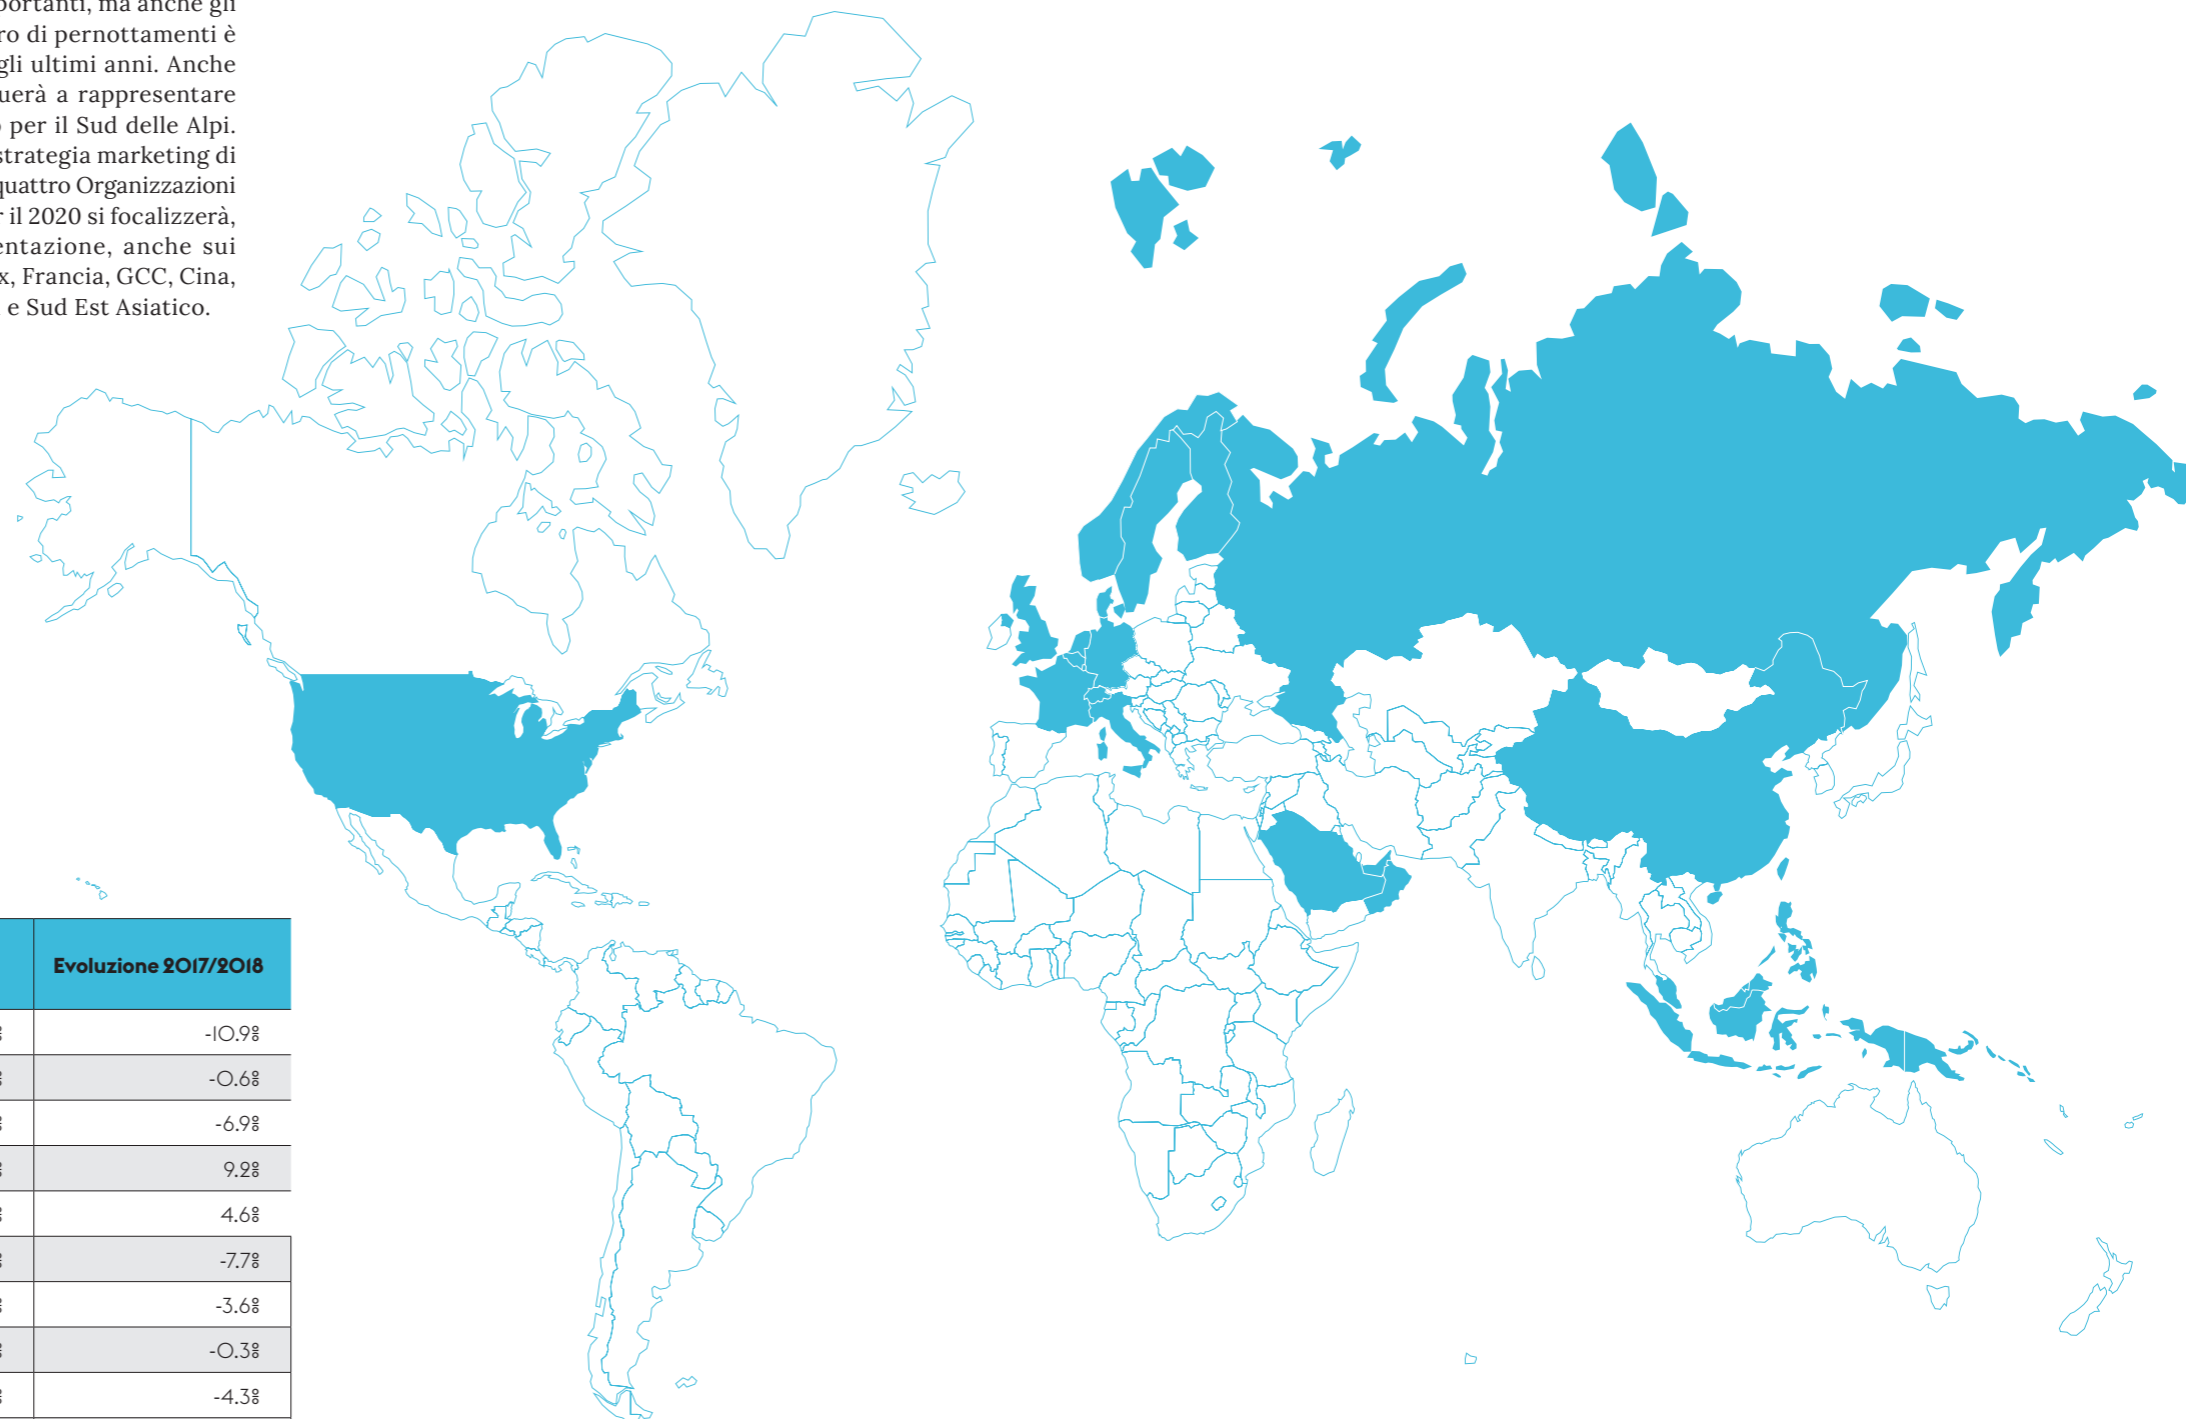 portanti, ma anche gli
ro di pernottamenti è
gli ultimi anni. Anche
uerà a rappresentare
per il Sud delle Alpi.
strategia marketing di
quattro Organizzazioni
il 2020 si focalizzerà,
entazione, anche sui
x, Francia, GCC, Cina,
e Sud Est Asiatico.
Evoluzione 2017/2018
-10.9%
-0.6%
-6.9%
9.2%
4.6%
-7.7%
-3.6%
-0.3%
-4.3%